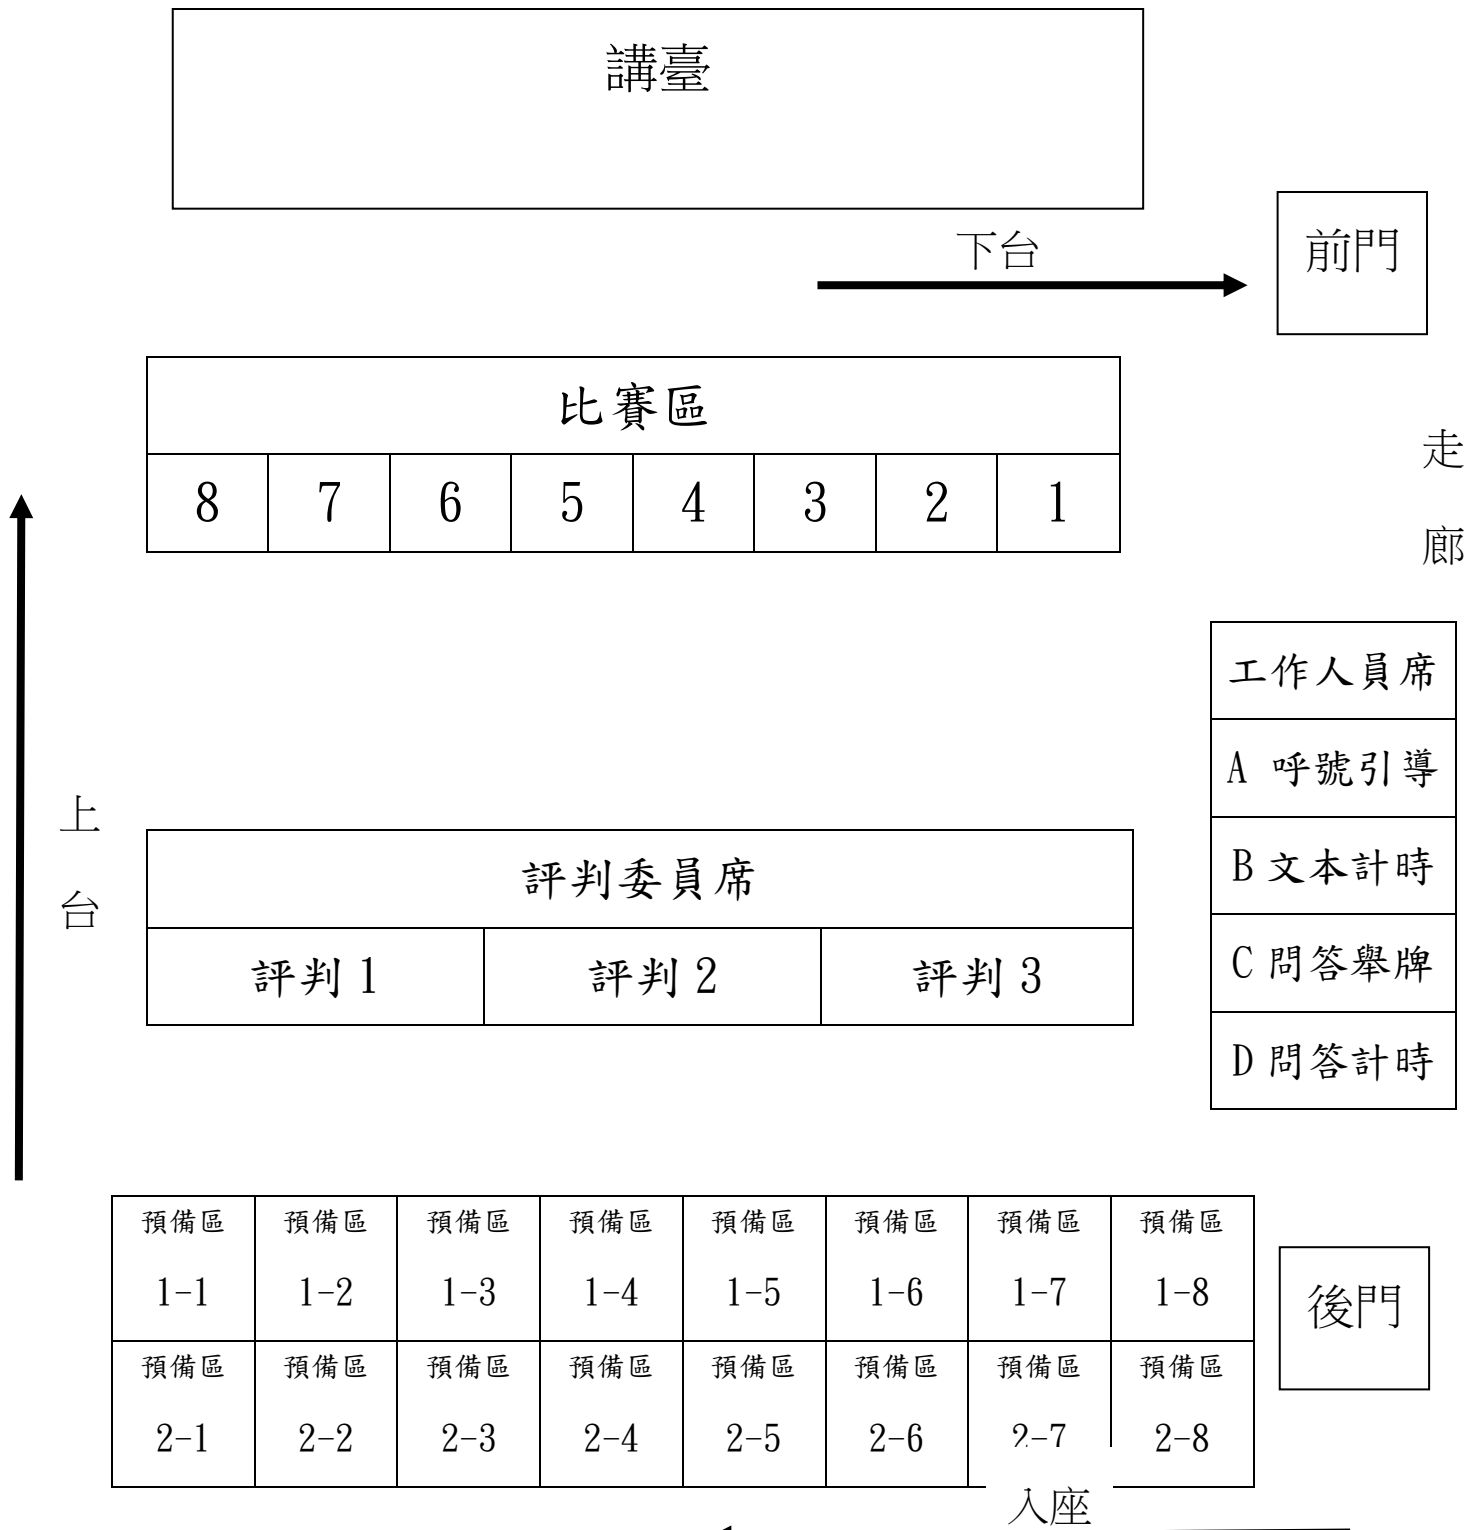 講臺
下台
前門
比賽區
8 7 6 5 4 3 2 1
走
廊
工作人員席
A 呼號引導
B 文本計時
C 問答舉牌
D 問答計時
上
台
評判委員席
評判 1 評判 2 評判 3
預備區 預備區 預備區 預備區 預備區 預備區 預備區 預備區
1-1 1-2 1-3 1-4 1-5 1-6 1-7 1-8
後門
預備區 預備區 預備區 預備區 預備區 預備區 預備區 預備區
2-1 2-2 2-3 2-4 2-5 2-6 2-7 2-8
入座